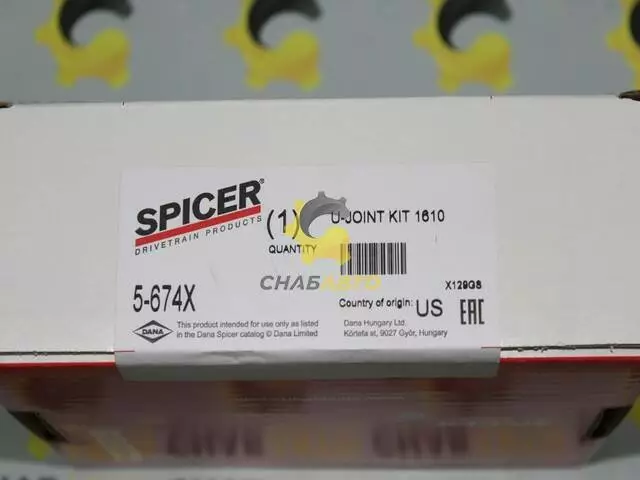 SPICER®
DRIVETRAIN PRODUCTS
(1)
QUANTITY
U-JOINT KIT 1610
СНАБАВТО
5-674X
X129GS
Country of origin: US
EAC
DANA
This product intended for use only as listed
in the Dana Spicer catalog © Dana Limited
Dana Hungary Ltd.
Körtefa st, 9027 Győr, Hungary